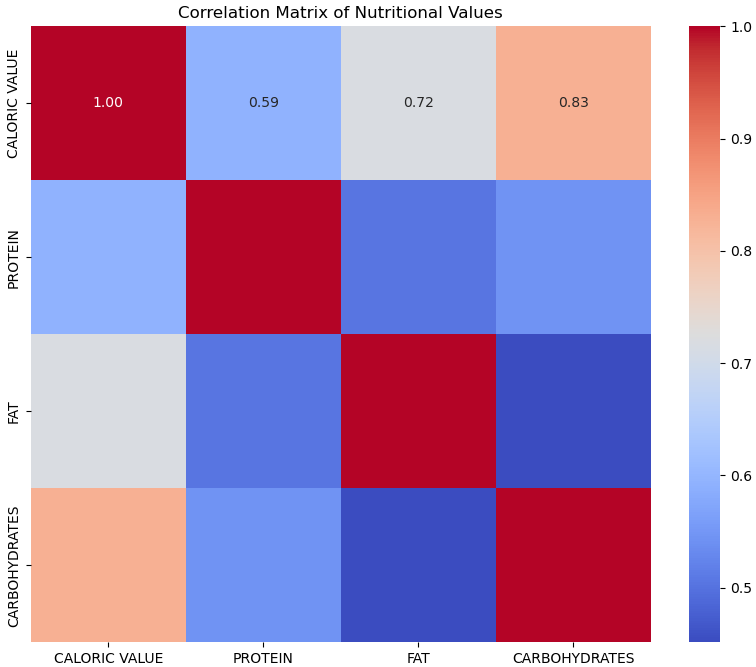 Correlation Matrix of Nutritional Values
CALORIC VALUE
1.00 0.59 0.72 0.83
PROTEIN
FAT
CARBOHYDRATES
CALORIC VALUE PROTEIN FAT CARBOHYDRATES
1.0
0.9
0.8
0.7
0.6
0.5